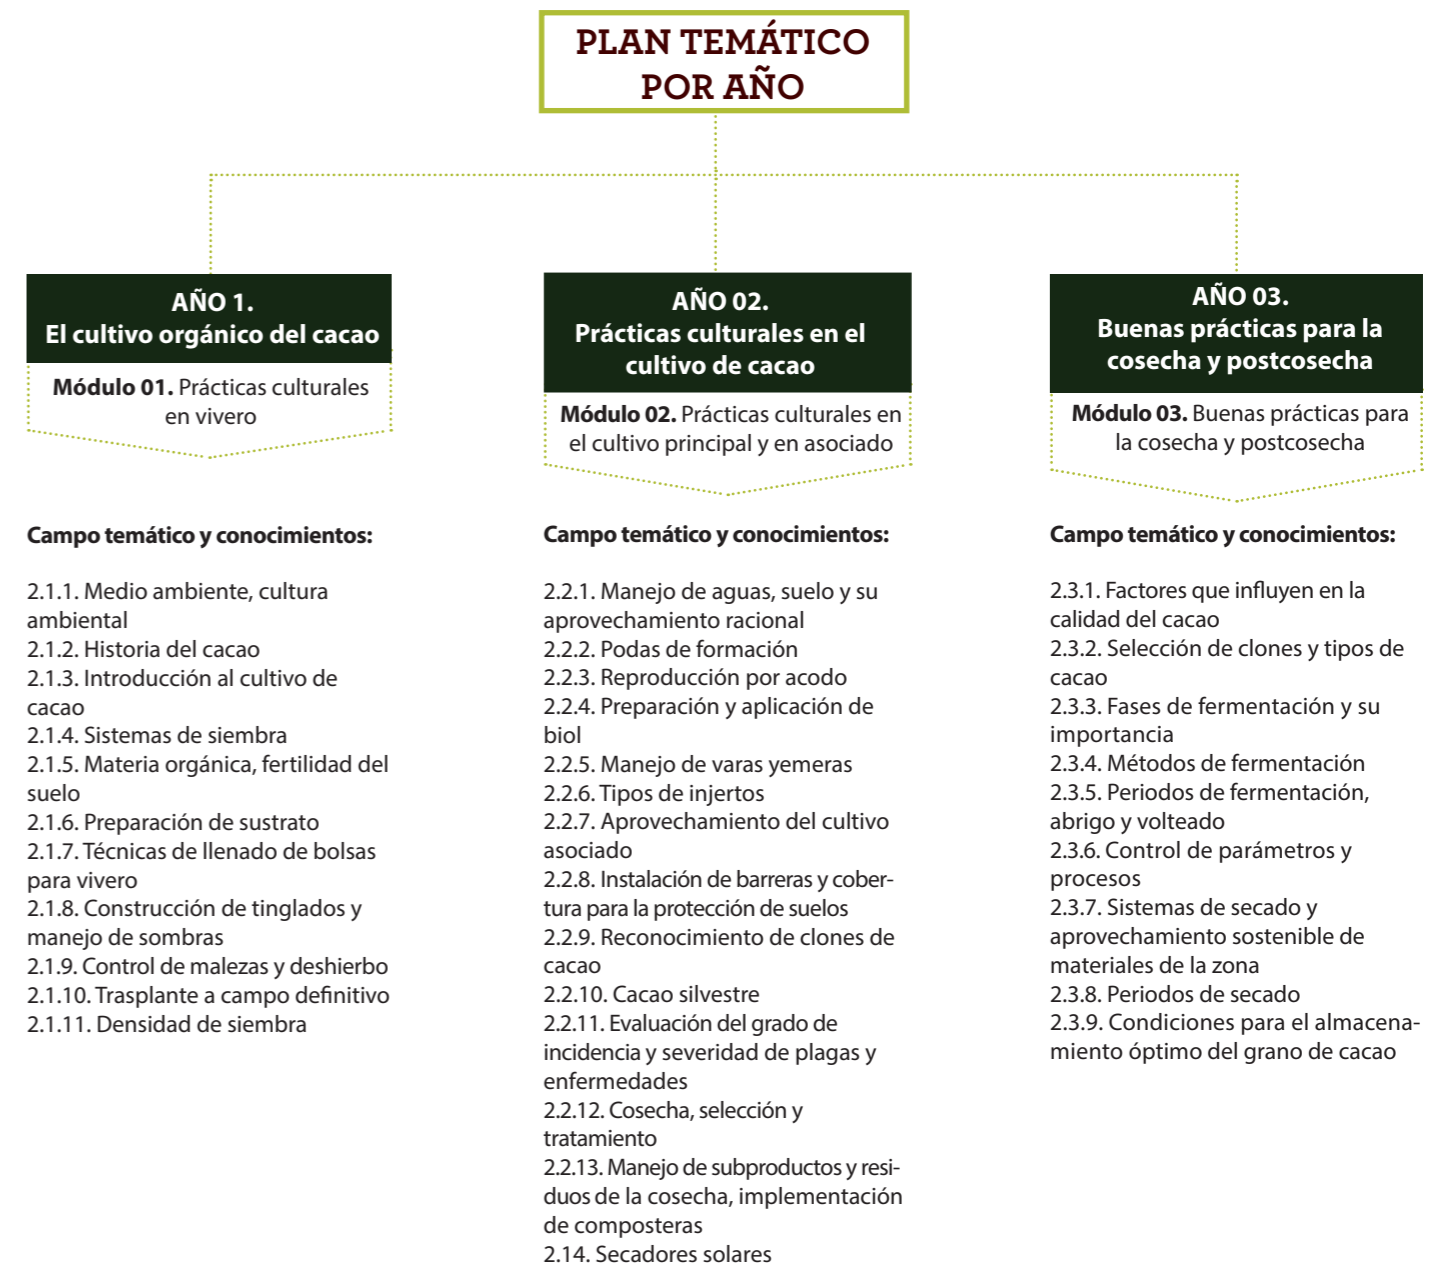 PLAN TEMÁTICO
POR AÑO
AÑO 1.
El cultivo orgánico del cacao
Módulo 01. Prácticas culturales
en vivero
Campo temático y conocimientos:
2.1.1. Medio ambiente, cultura
ambiental
2.1.2. Historia del cacao
2.1.3. Introducción al cultivo de
cacao
2.1.4. Sistemas de siembra
2.1.5. Materia orgánica, fertilidad del
suelo
2.1.6. Preparación de sustrato
2.1.7. Técnicas de llenado de bolsas
para vivero
2.1.8. Construcción de tinglados y
manejo de sombras
2.1.9. Control de malezas y deshierbo
2.1.10. Trasplante a campo definitivo
2.1.11. Densidad de siembra
AÑO 02.
Prácticas culturales en el
cultivo de cacao
Módulo 02. Prácticas culturales en
el cultivo principal y en asociado
Campo temático y conocimientos:
2.2.1. Manejo de aguas, suelo y su
aprovechamiento racional
2.2.2. Podas de formación
2.2.3. Reproducción por acodo
2.2.4. Preparación y aplicación de
biol
2.2.5. Manejo de varas yemeras
2.2.6. Tipos de injertos
2.2.7. Aprovechamiento del cultivo
asociado
2.2.8. Instalación de barreras y cober-
tura para la protección de suelos
2.2.9. Reconocimiento de clones de
cacao
2.2.10. Cacao silvestre
2.2.11. Evaluación del grado de
incidencia y severidad de plagas y
enfermedades
2.2.12. Cosecha, selección y
tratamiento
2.2.13. Manejo de subproductos y resi-
duos de la cosecha, implementación
de composteras
2.14. Secadores solares
AÑO 03.
Buenas prácticas para la
cosecha y postcosecha
Módulo 03. Buenas prácticas para
la cosecha y postcosecha
Campo temático y conocimientos:
2.3.1. Factores que influyen en la
calidad del cacao
2.3.2. Selección de clones y tipos de
cacao
2.3.3. Fases de fermentación y su
importancia
2.3.4. Métodos de fermentación
2.3.5. Periodos de fermentación,
abrigo y volteado
2.3.6. Control de parámetros y
procesos
2.3.7. Sistemas de secado y
aprovechamiento sostenible de
materiales de la zona
2.3.8. Periodos de secado
2.3.9. Condiciones para el almacena-
miento óptimo del grano de cacao